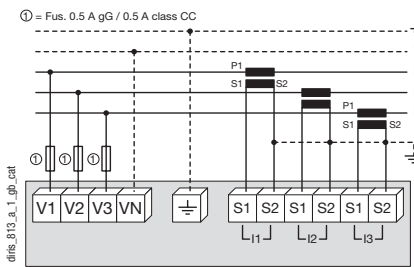 ① = Fus. 0.5 A gG / 0.5 A class CC
P1
S1 S2
P1
S1 S2
① ① ①
diris_813_a_1_gb_cat
V1 V2 V3 VN S1 S2 S1 S2 S1 S2
I1 I2 I3